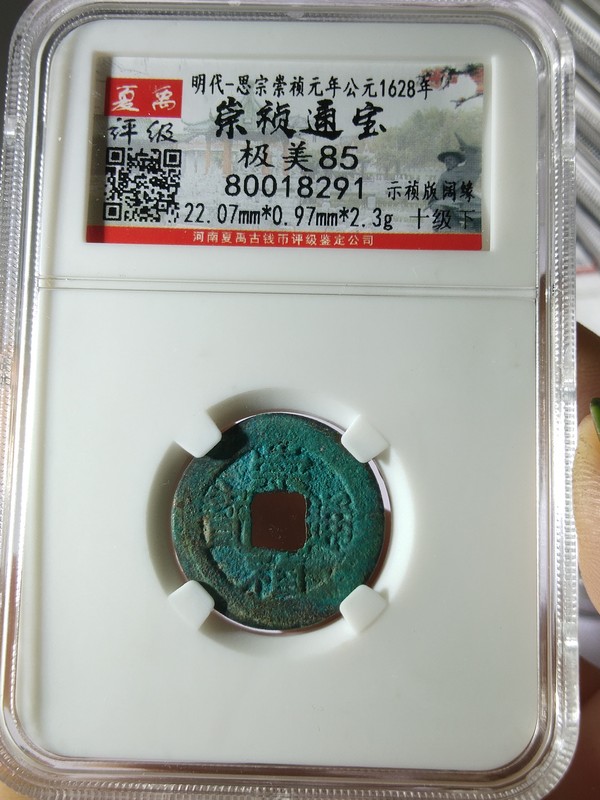 明代-思宗崇祯元年公元1628年
夏禹
评级
崇祯通宝
极美85
80018291
示祯版阔缘
22.07mm*0.97mm*2.3g
十级下
河南夏禹古钱币评级鉴定公司